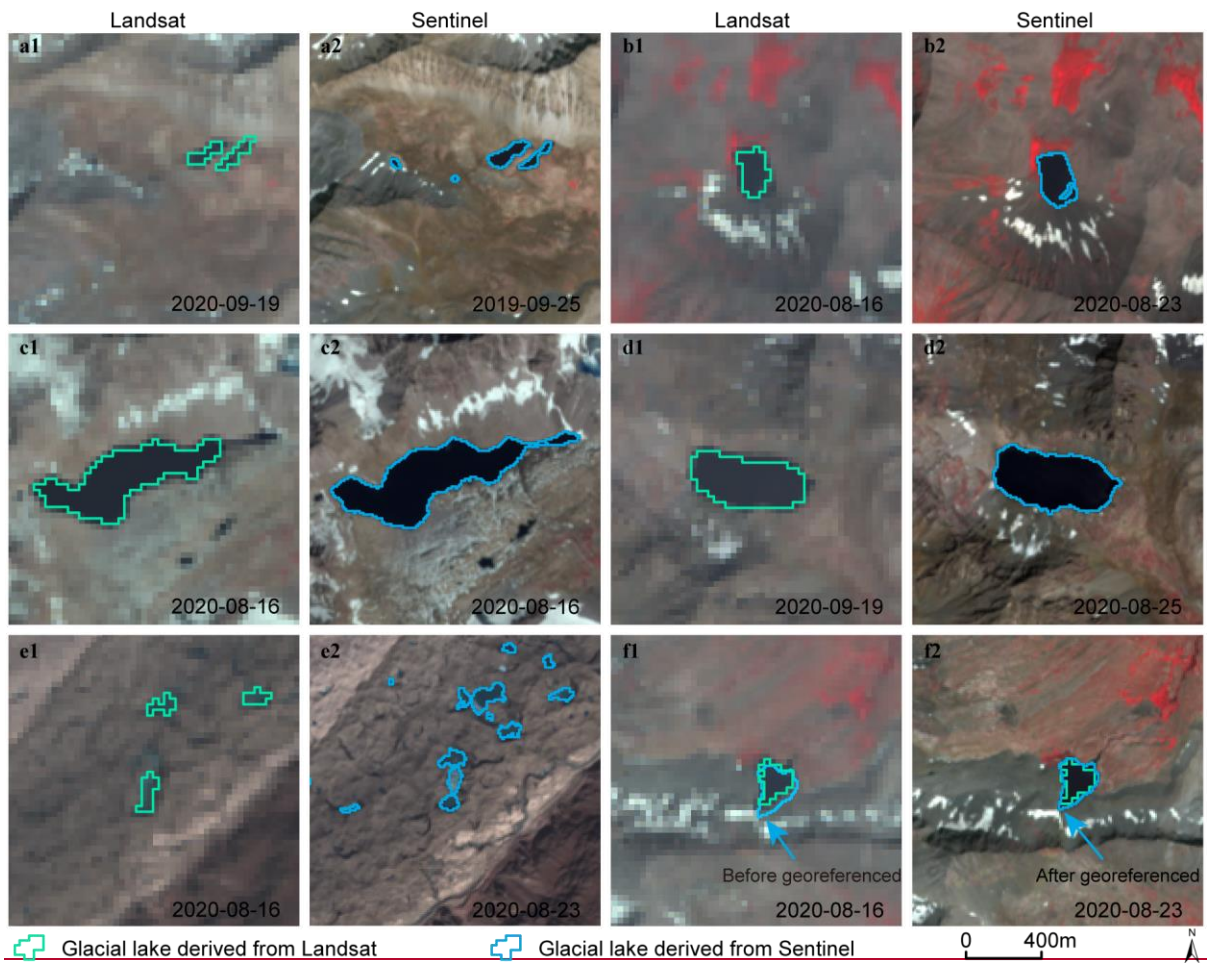 Landsat Sentinel Landsat Sentinel
a1 a2 b1 b2
2020-09-19 2019-09-25 2020-08-16 2020-08-23
c1 c2 d1 d2
2020-08-16 2020-08-16 2020-09-19 2020-08-25
e1 e2 f1 f2
Before georeferenced After georeferenced
2020-08-16 2020-08-23 2020-08-16 2020-08-23
Glacial lake derived from Landsat Glacial lake derived from Sentinel 0 400m N